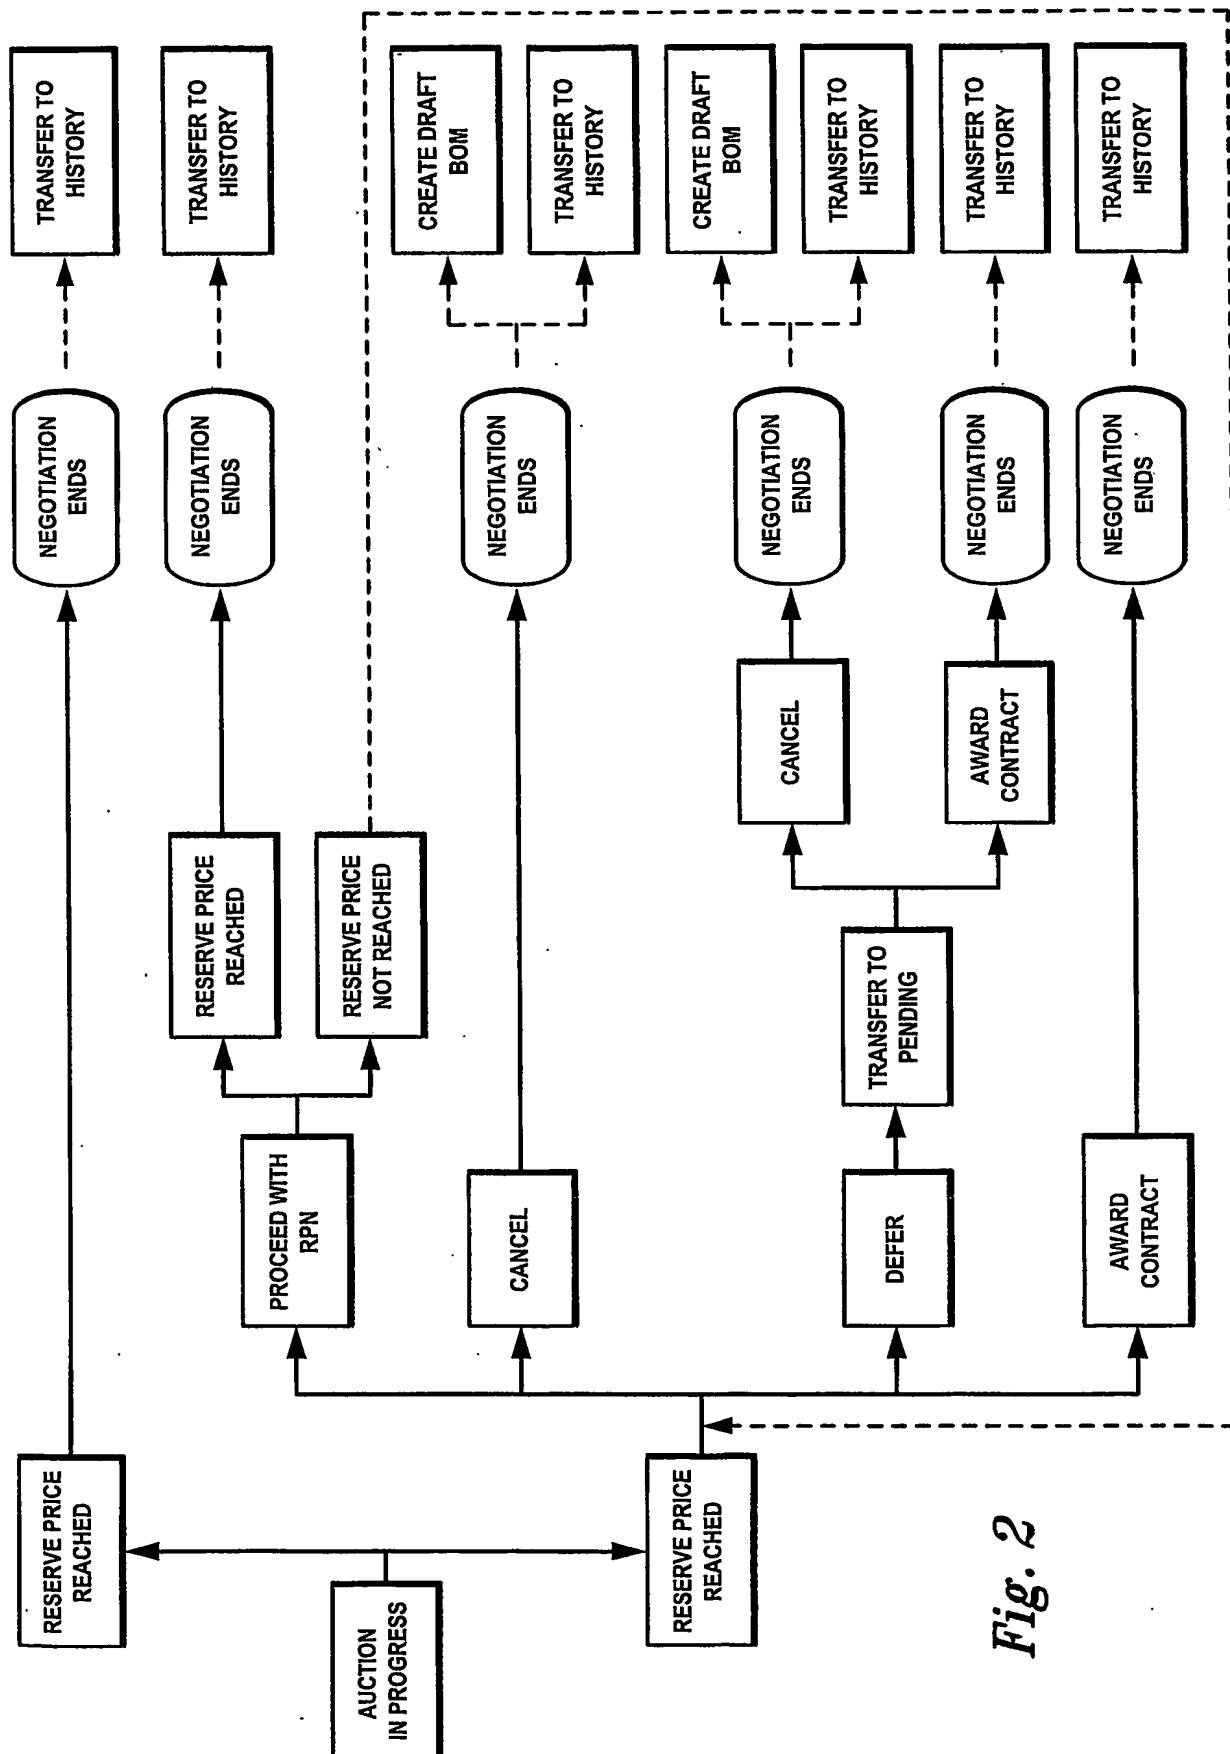 AUCTION
IN PROGRESS
RESERVE PRICE
REACHED
RESERVE PRICE
REACHED
PROCEED WITH
RPN
CANCEL
DEFER
AWARD
CONTRACT
RESERVE PRICE
REACHED
RESERVE PRICE
NOT REACHED
TRANSFER TO
PENDING
CANCEL
AWARD
CONTRACT
NEGOTIATION
ENDS
NEGOTIATION
ENDS
NEGOTIATION
ENDS
NEGOTIATION
ENDS
NEGOTIATION
ENDS
NEGOTIATION
ENDS
TRANSFER TO
HISTORY
TRANSFER TO
HISTORY
CREATE DRAFT
BOM
TRANSFER TO
HISTORY
CREATE DRAFT
BOM
TRANSFER TO
HISTORY
TRANSFER TO
HISTORY
TRANSFER TO
HISTORY
Fig. 2